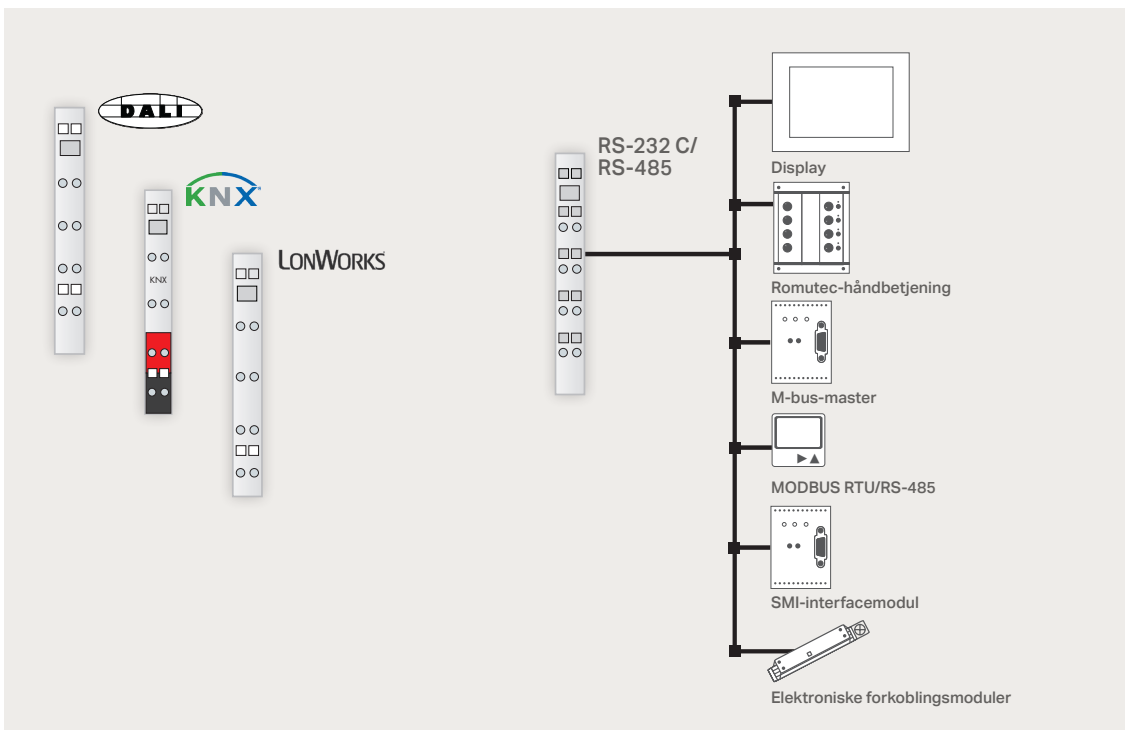 DALI
KNX
KNX
LONWORKS
RS-232 C/
RS-485
Display
Romutec-håndbetjening
M-bus-master
MODBUS RTU/RS-485
SMI-interfacemodul
Elektroniske forkoblingsmoduler